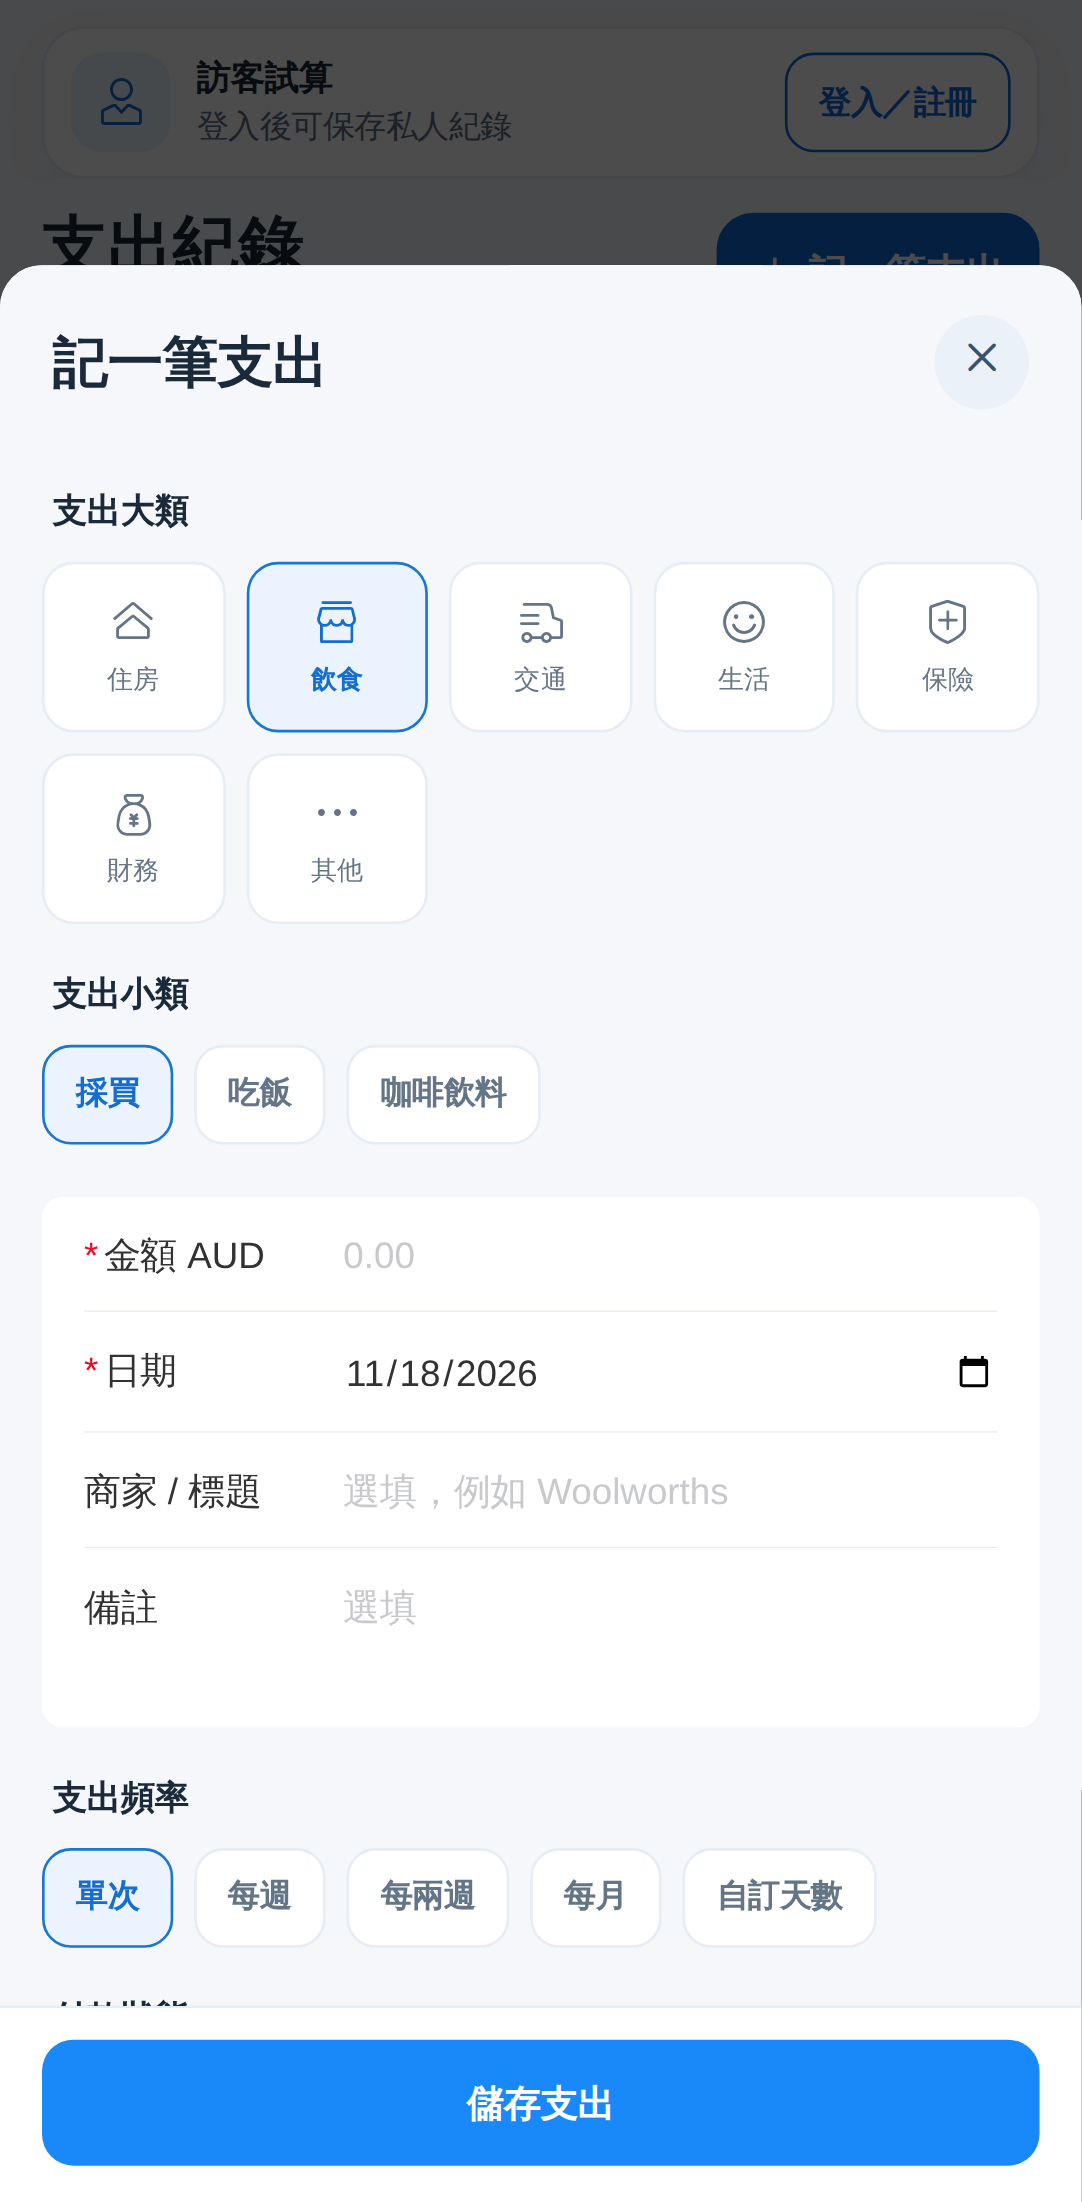 訪客試算
登入後可保存私人紀錄
登入／註冊
支出紀錄
記一筆支出
支出大類
住房
飲食
交通
生活
保險
財務
其他
支出小類
採買
吃飯
咖啡飲料
*金額 AUD
0.00
*日期
11/18/2026
商家 / 標題
選填，例如 Woolworths
備註
選填
支出頻率
單次
每週
每兩週
每月
自訂天數
儲存支出